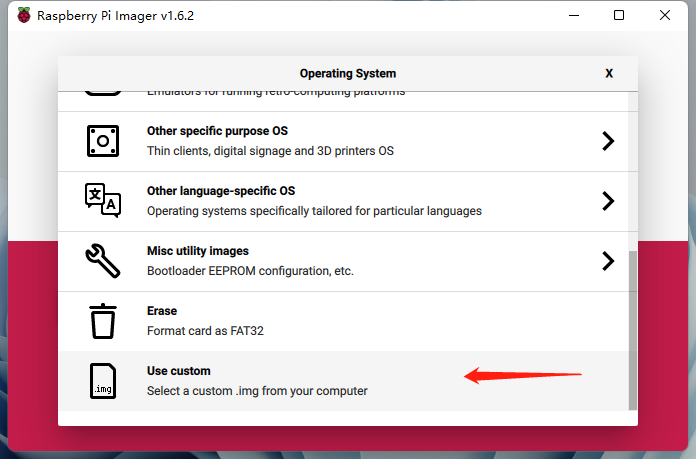 Raspberry Pi Imager v1.6.2
Operating System
X
Emulators for running retro-computing platforms
Other specific purpose OS
Thin clients, digital signage and 3D printers OS
文
A
Other language-specific OS
Operating systems specifically tailored for particular languages
Misc utility images
Bootloader EEPROM configuration, etc.
Erase
Format card as FAT32
.img
Use custom
Select a custom .img from your computer